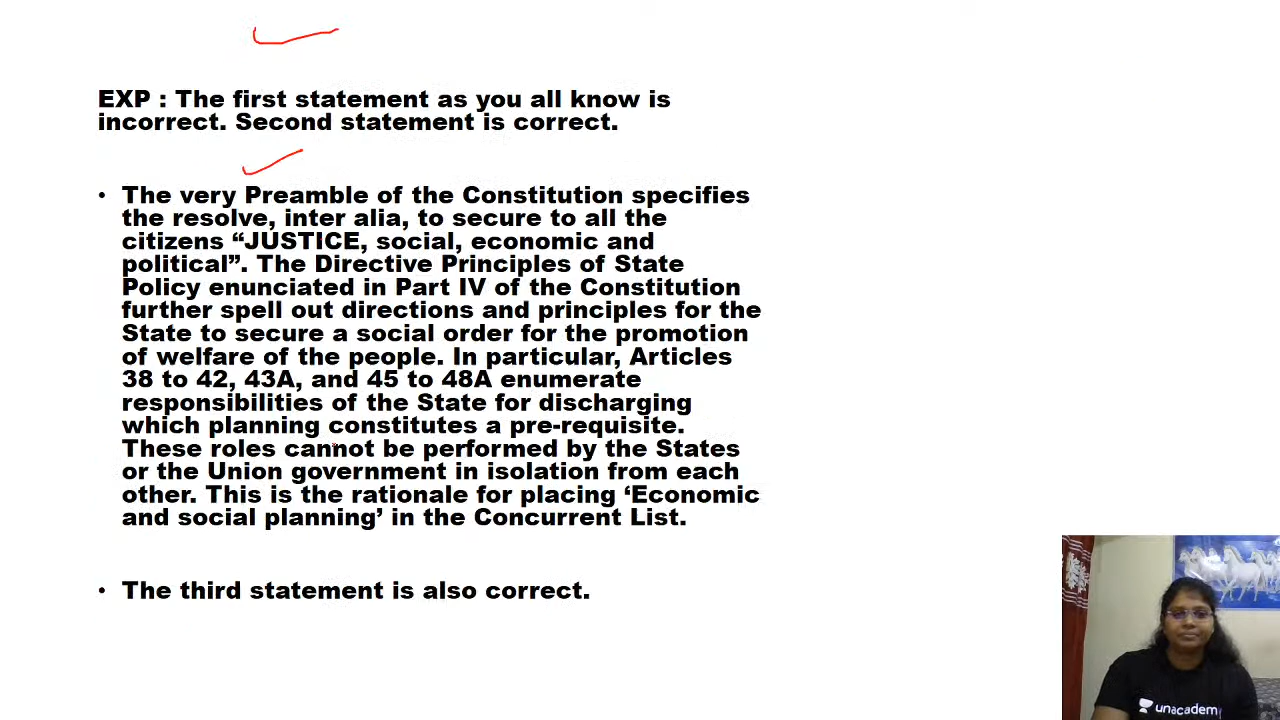 EXP : The first statement as you all know is
incorrect. Second statement is correct.
• The very Preamble of the Constitution specifies
the resolve, inter alia, to secure to all the
citizens “JUSTICE, social, economic and
political”. The Directive Principles of State
Policy enunciated in Part IV of the Constitution
further spell out directions and principles for the
State to secure a social order for the promotion
of welfare of the people. In particular, Articles
38 to 42, 43A, and 45 to 48A enumerate
responsibilities of the State for discharging
which planning constitutes a pre-requisite.
These roles cannot be performed by the States
or the Union government in isolation from each
other. This is the rationale for placing ‘Economic
and social planning’ in the Concurrent List.
• The third statement is also correct.
unacademy